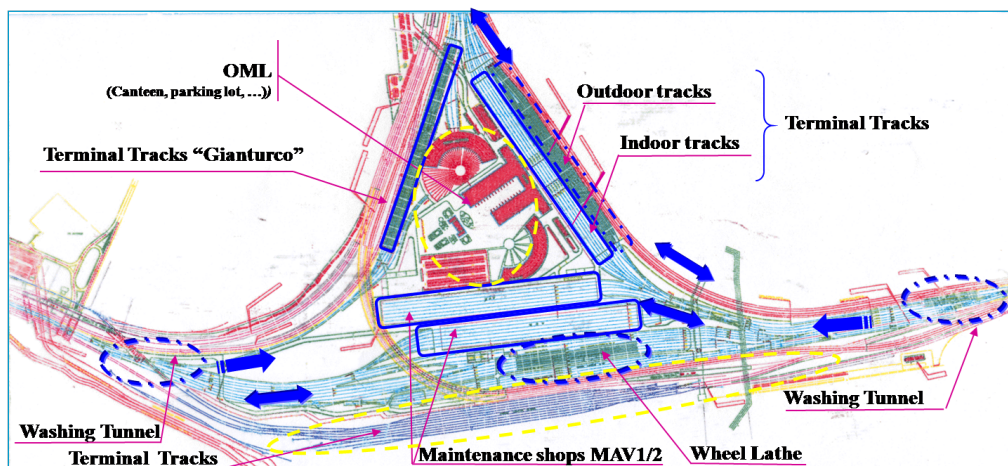 OML
(Canteen, parking lot, …))
Outdoor tracks
Terminal Tracks
Indoor tracks
Terminal Tracks “Gianturco”
Washing Tunnel
Washing Tunnel
Terminal Tracks
Maintenance shops MAV1/2
Wheel Lathe